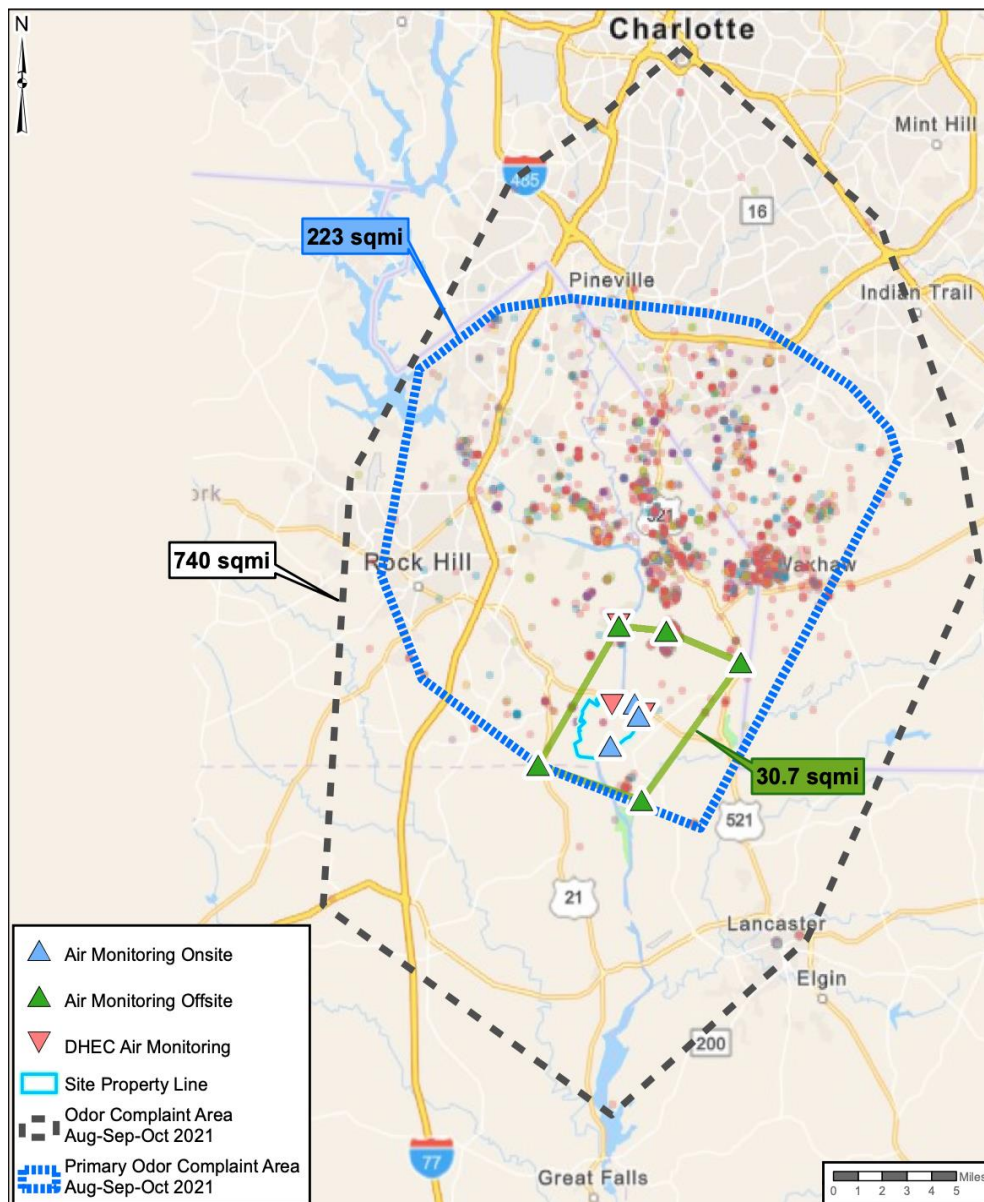 N
Charlotte
Mint Hill
485
16
223 sqmi
Pineville
Indian Trail
ork
521
740 sqmi
Rock Hill
Waxhaw
30.7 sqmi
521
21
Lancaster
Elgin
200
77
Great Falls
Air Monitoring Onsite
Air Monitoring Offsite
DHEC Air Monitoring
Site Property Line
Odor Complaint Area
Aug-Sep-Oct 2021
Primary Odor Complaint Area
Aug-Sep-Oct 2021
Miles
0 1 2 3 4 5